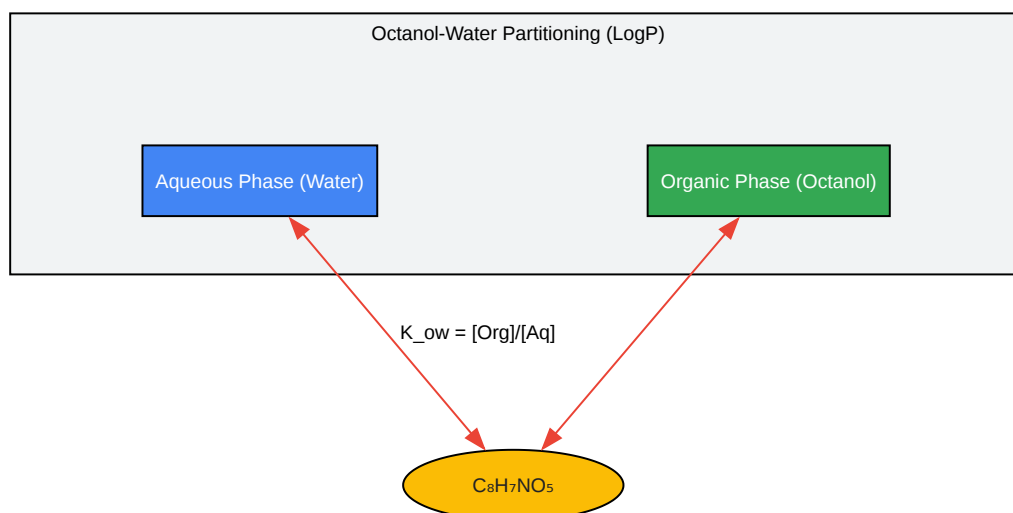 Octanol-Water Partitioning (LogP)
Aqueous Phase (Water)
Organic Phase (Octanol)
K_ow = [Org]/[Aq]
C₈H₇NO₅